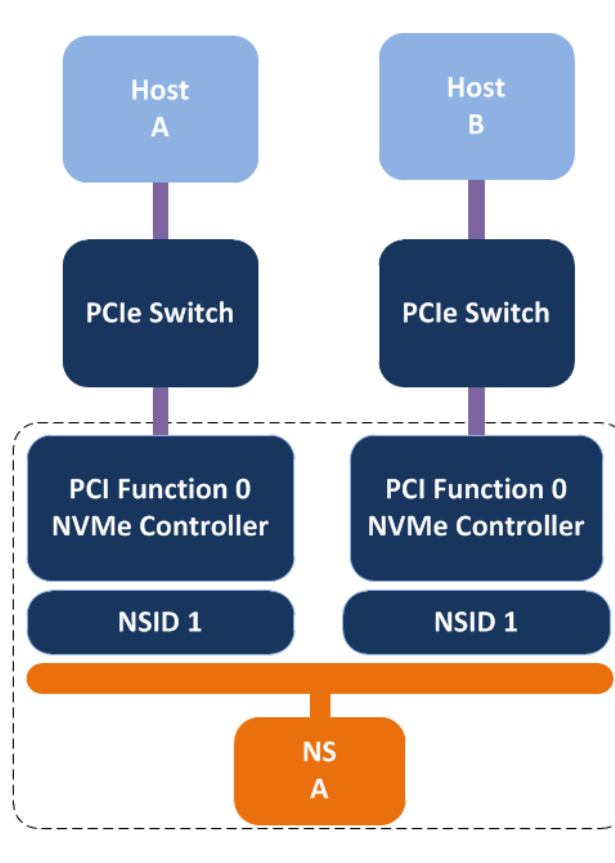 Host
A
Host
B
PCIe Switch
PCIe Switch
PCI Function 0
NVMe Controller
PCI Function 0
NVMe Controller
NSID 1
NSID 1
NS
A